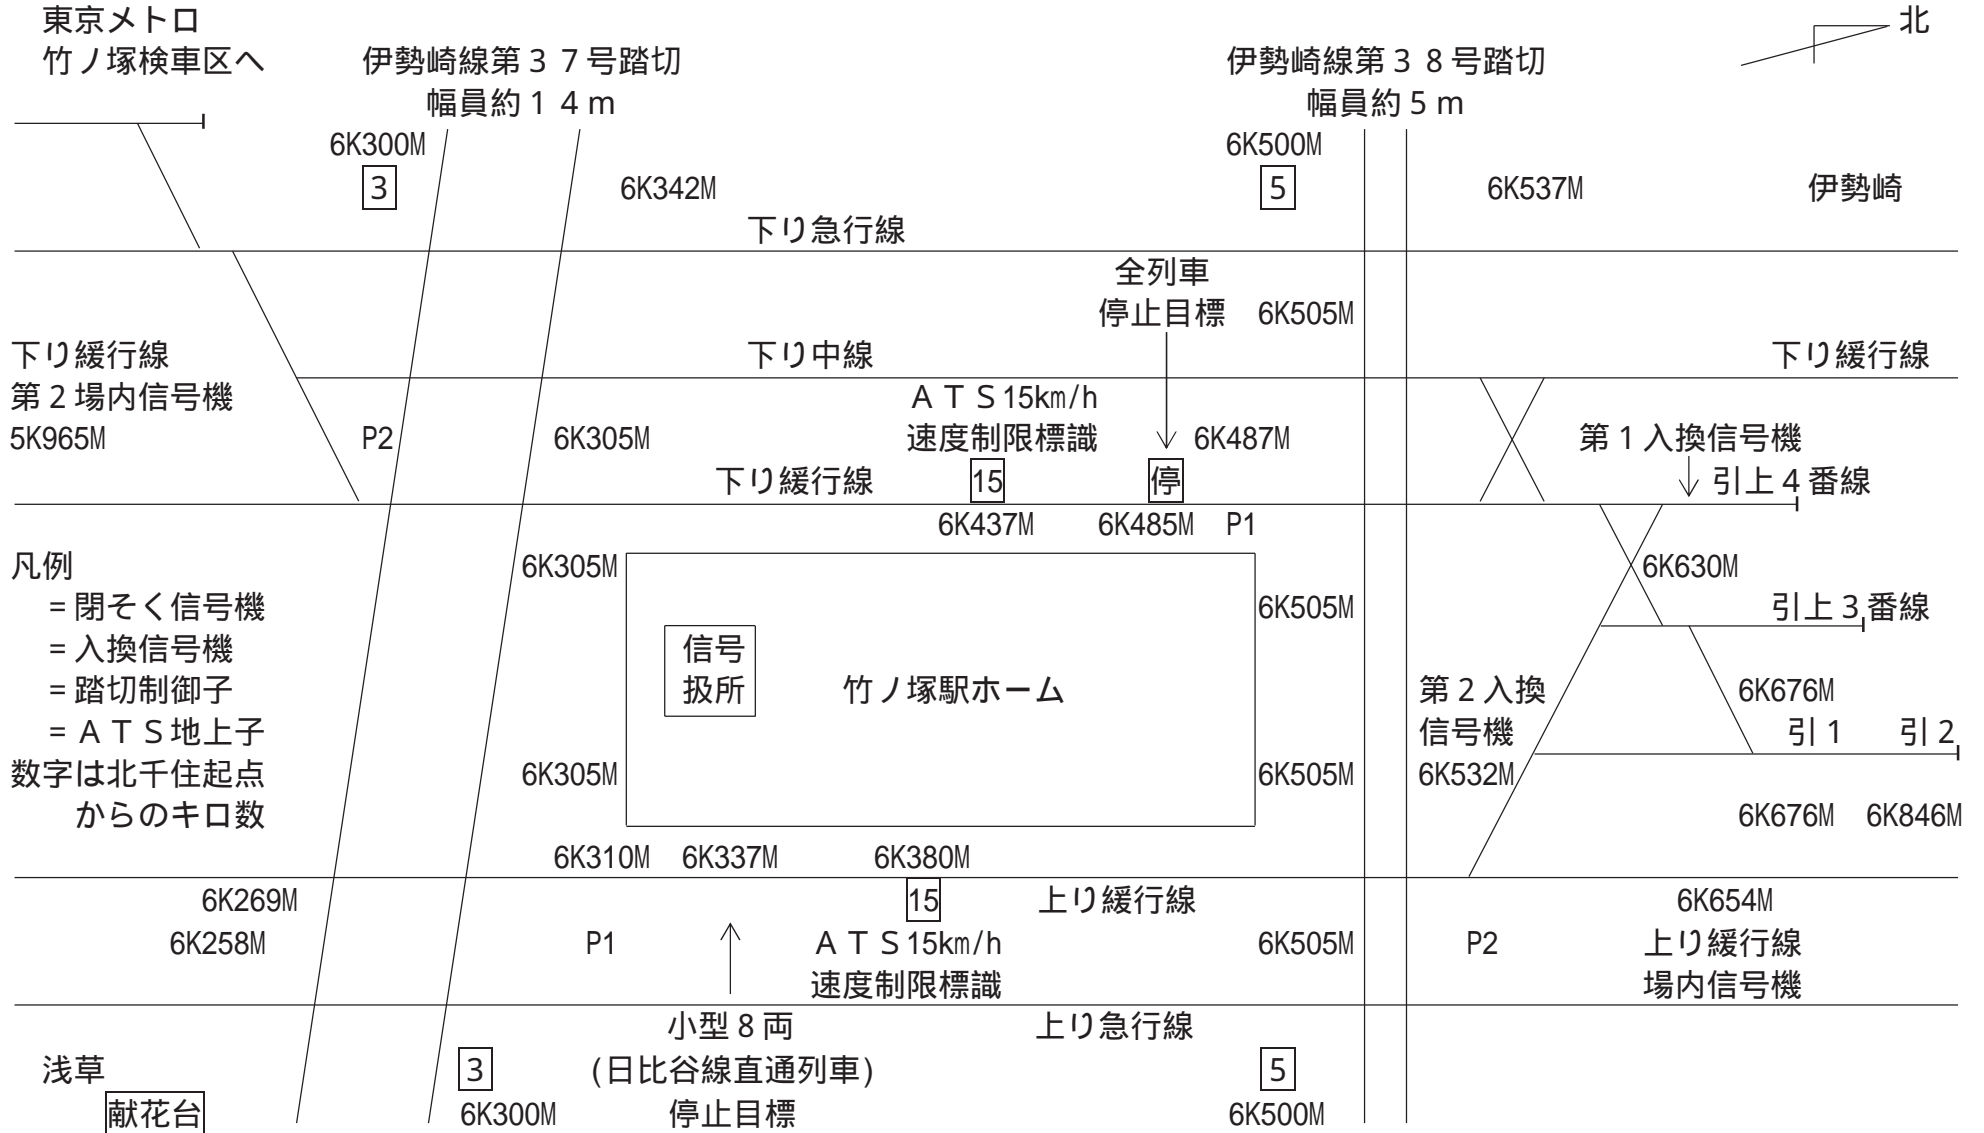 東京メトロ
竹ノ塚検車区へ
伊勢崎線第37号踏切
幅員約14m
伊勢崎線第38号踏切
幅員約5m
北
6K300M
3
6K342M
6K500M
5
6K537M
伊勢崎
下り急行線
全列車
停止目標
6K505M
下り緩行線
第2場内信号機
5K965M
下り中線
下り緩行線
P2
6K305M
ATS15km/h
速度制限標識
6K487M
第1入換信号機
下り緩行線
15
停
引上4番線
6K437M
6K485M
P1
凡例
=閉そく信号機
=入換信号機
=踏切制御子
=ATS地上子
数字は北千住起点
からのキロ数
6K305M
6K505M
信号
扱所
竹ノ塚駅ホーム
6K305M
6K505M
6K630M
引上3番線
第2入換
信号機
6K532M
6K676M
引1
引2
6K676M
6K846M
6K310M
6K337M
6K380M
6K269M
15
上り緩行線
6K654M
6K258M
P1
ATS15km/h
速度制限標識
6K505M
P2
上り緩行線
場内信号機
小型8両
(日比谷線直通列車)
停止目標
上り急行線
浅草
献花台
3
6K300M
5
6K500M